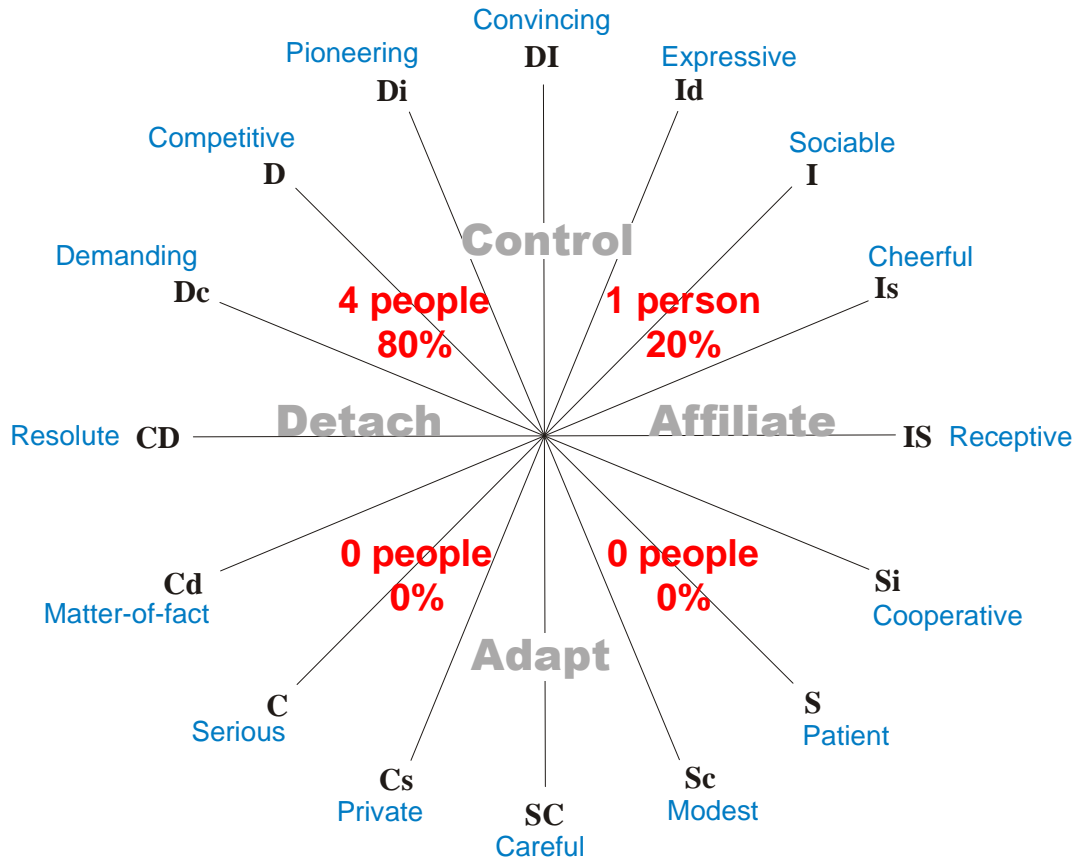 Convincing
DI
Pioneering
Di
Expressive
Id
Competitive
D
Sociable
I
Control
Demanding
Dc
Cheerful
Is
4 people
80%
1 person
20%
Detach
Affiliate
Resolute CD
IS Receptive
0 people
0%
0 people
0%
Cd
Matter-of-fact
Si
Cooperative
Adapt
C
Serious
S
Patient
Cs
Private
Sc
Modest
SC
Careful